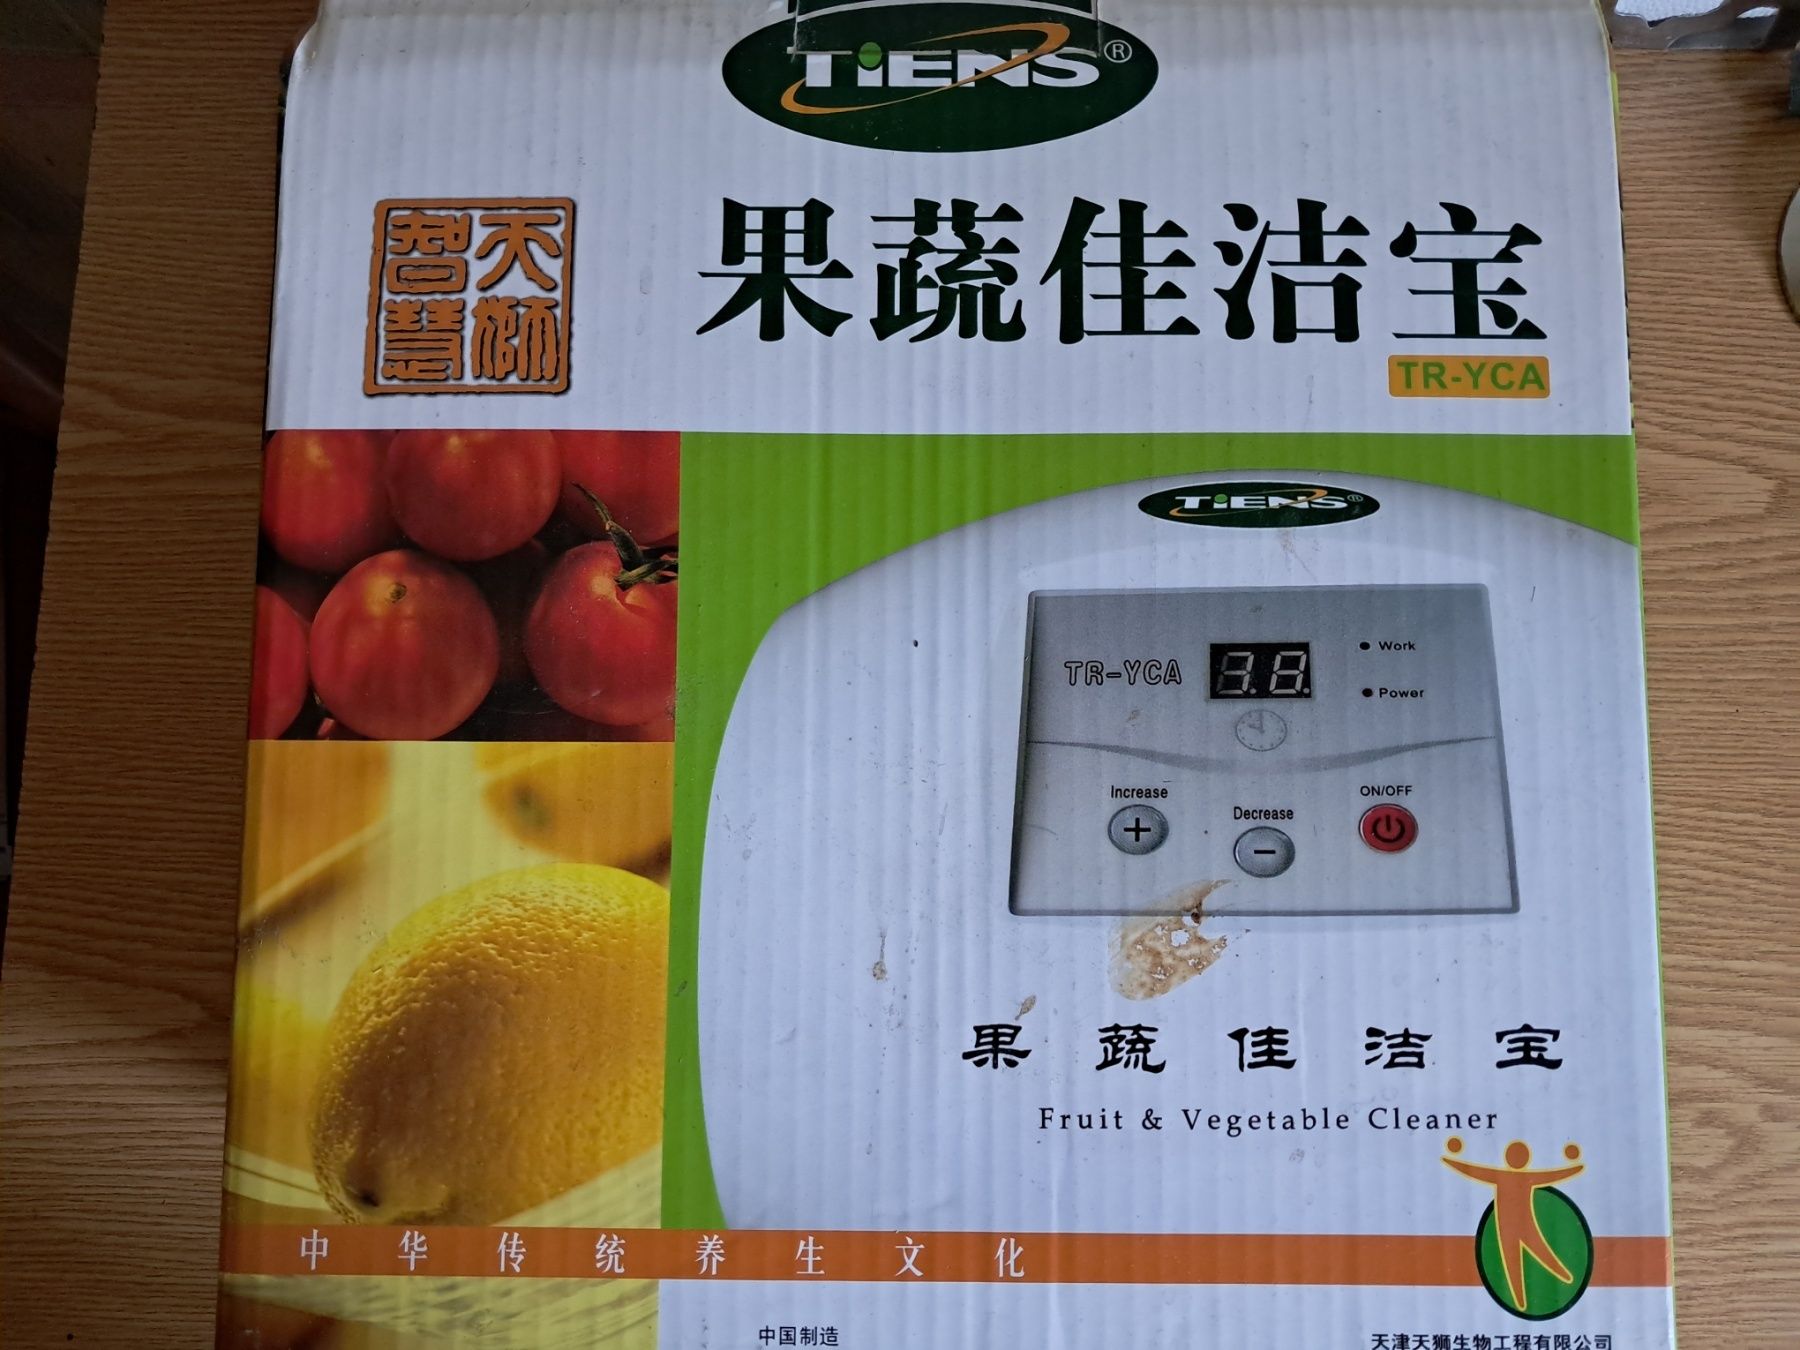 TiENS®
天狮
智慧
果蔬佳洁宝
TR-YCA
TiENS®
TR-YCA
8.8.
Work
Power
Increase
Decrease
ON/OFF
果蔬佳洁宝
Fruit & Vegetable Cleaner
中华传统养生文化
中国制造
天津天狮生物工程有限公司